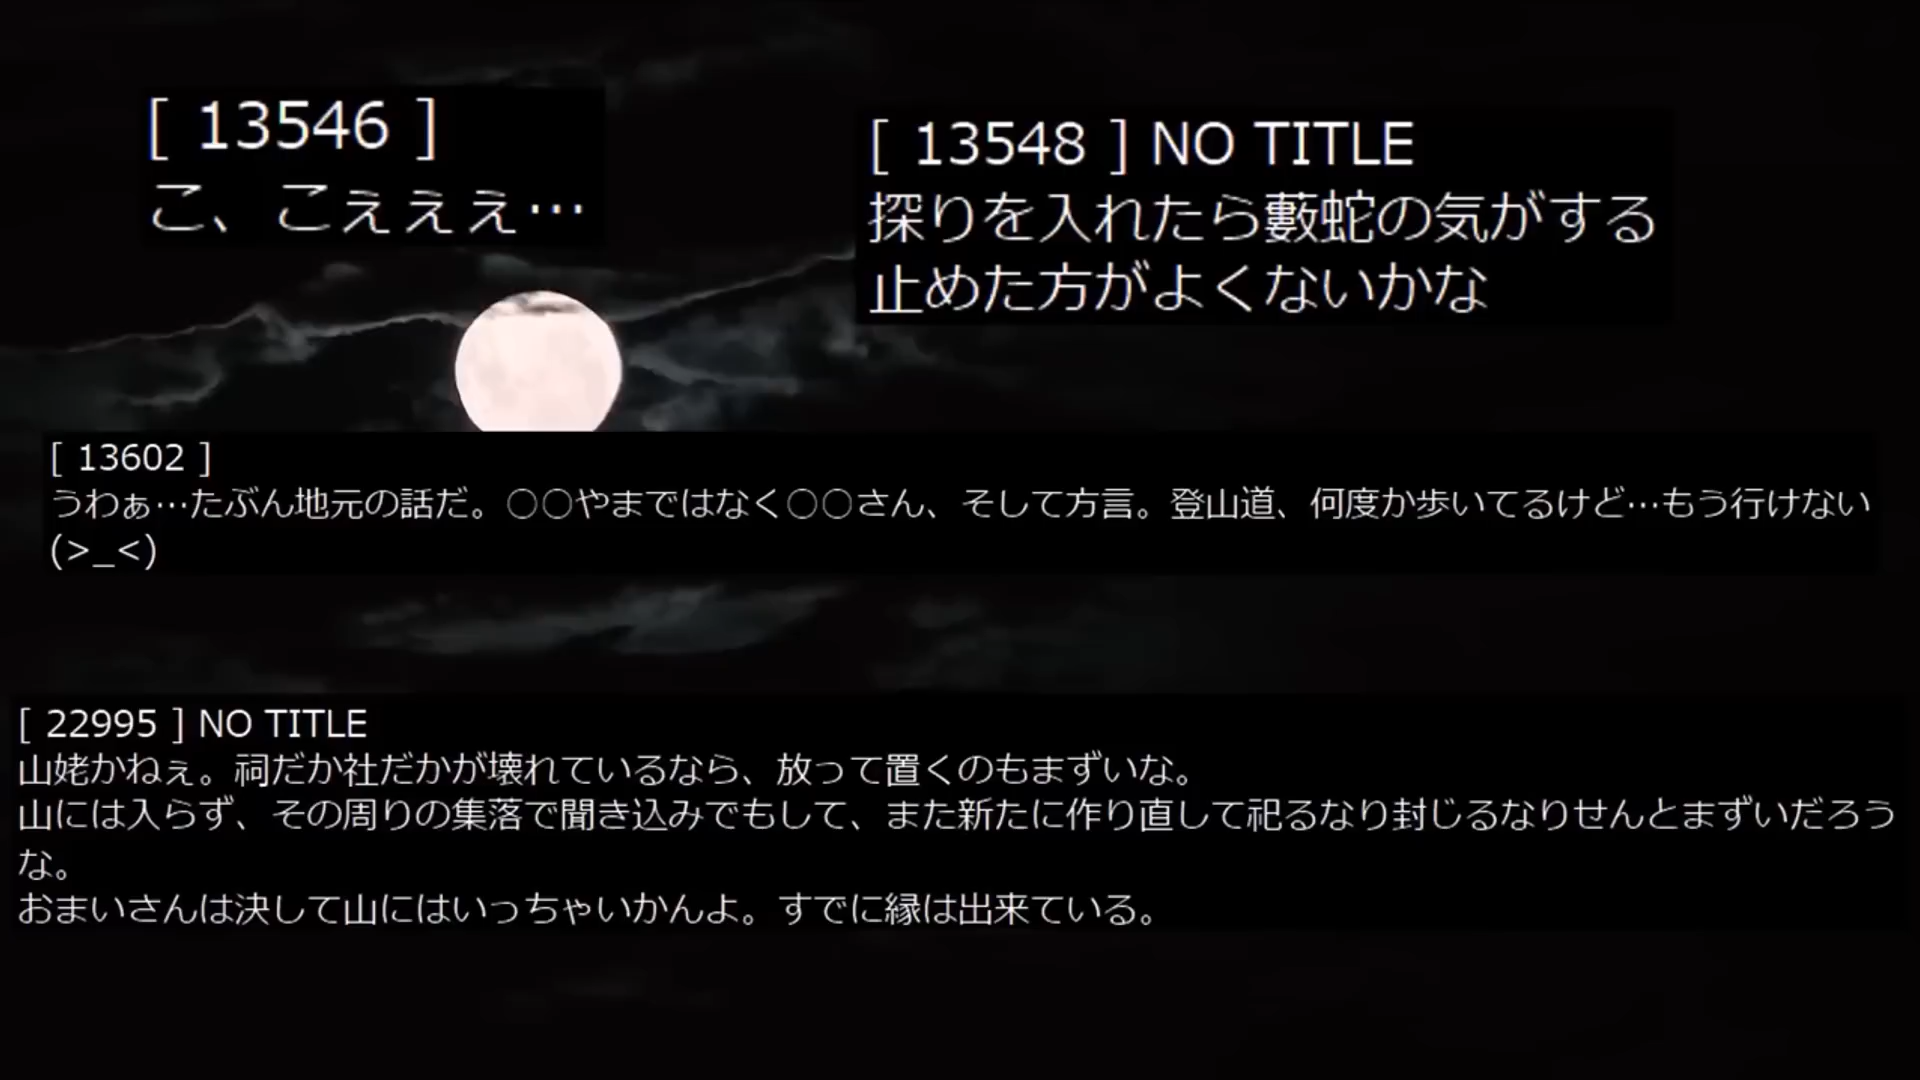 [ 13546 ]
こ、こぇぇぇ…
[ 13548 ] NO TITLE
探りを入れたら藪蛇の気がする
止めた方がよくないかな
[ 13602 ]
うわぁ…たぶん地元の話だ。○○やまではなく○○さん、そして方言。登山道、何度か歩いてるけど…もう行けない
(>_<)
[ 22995 ] NO TITLE
山姥かねぇ。祠だか社だかが壊れているなら、放って置くのもまずいな。
山には入らず、その周りの集落で聞き込みでもして、また新たに作り直して祀るなり封じるなりせんとまずいだろう
な。
おまいさんは決して山にはいっちゃいかんよ。すでに縁は出来ている。